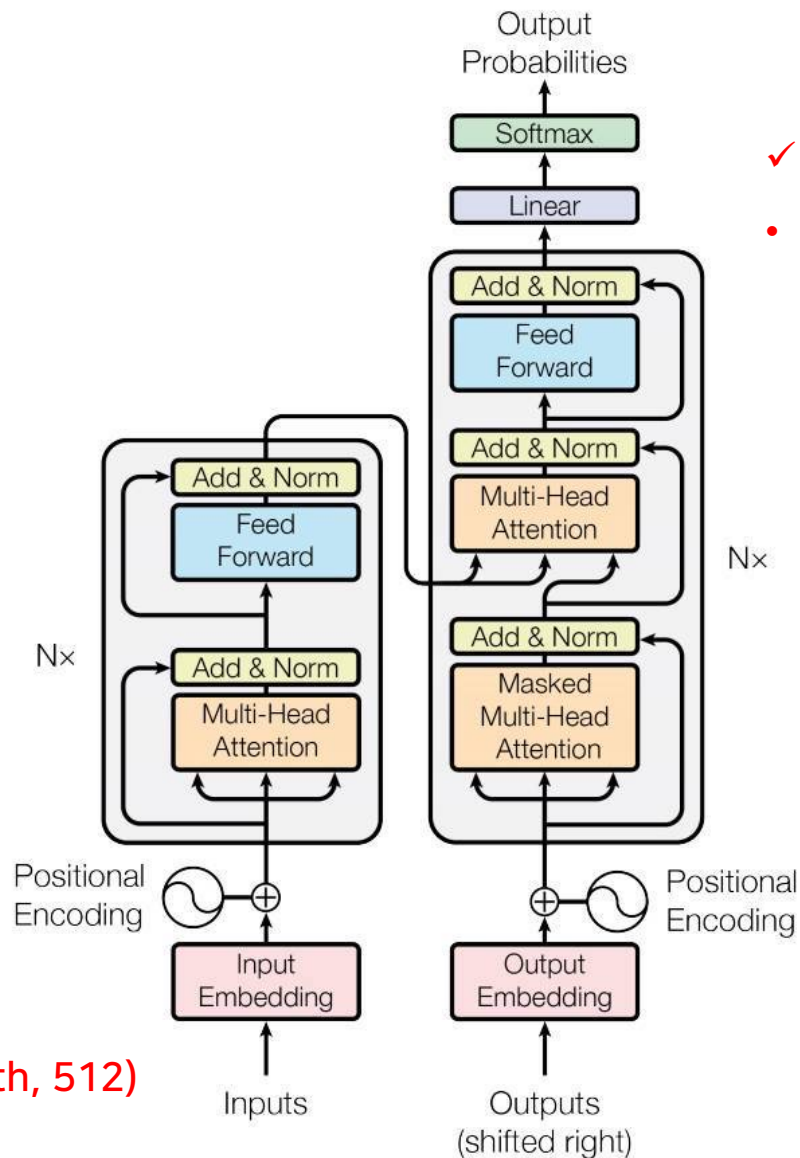 Output
Probabilities
Softmax
✓
Linear
•
Add & Norm
Feed
Forward
Add & Norm
Multi-Head
Attention
Add & Norm
Masked
Multi-Head
Attention
N×
Add & Norm
Feed
Forward
Add & Norm
Multi-Head
Attention
N×
Positional
Encoding
Positional
Encoding
Input
Embedding
Output
Embedding
th, 512)
Inputs
Outputs
(shifted right)